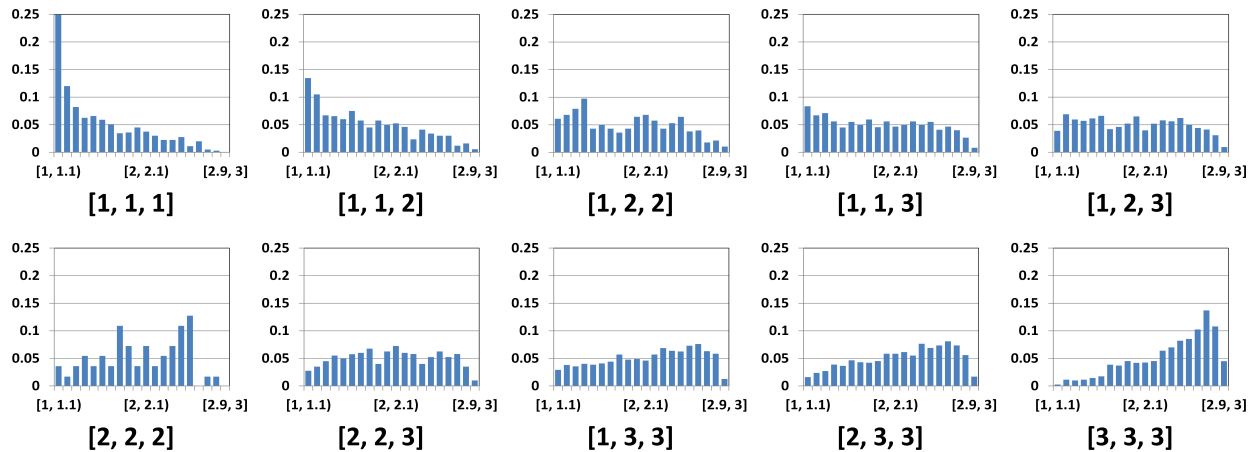 0.25 0.25 0.25 0.25 0.25
0.2 0.2 0.2 0.2 0.2
0.15 0.15 0.15 0.15 0.15
0.1 0.1 0.1 0.1 0.1
0.05 0.05 0.05 0.05 0.05
0 0 0 0 0
[1, 1.1) [2, 2.1) [2.9, 3] [1, 1.1) [2, 2.1) [2.9, 3] [1, 1.1) [2, 2.1) [2.9, 3] [1, 1.1) [2, 2.1) [2.9, 3] [1, 1.1) [2, 2.1) [2.9, 3]
[1, 1, 1] [1, 1, 2] [1, 2, 2] [1, 1, 3] [1, 2, 3]
0.25 0.25 0.25 0.25 0.25
0.2 0.2 0.2 0.2 0.2
0.15 0.15 0.15 0.15 0.15
0.1 0.1 0.1 0.1 0.1
0.05 0.05 0.05 0.05 0.05
0 0 0 0 0
[1, 1.1) [2, 2.1) [2.9, 3] [1, 1.1) [2, 2.1) [2.9, 3] [1, 1.1) [2, 2.1) [2.9, 3] [1, 1.1) [2, 2.1) [2.9, 3] [1, 1.1) [2, 2.1) [2.9, 3]
[2, 2, 2] [2, 2, 3] [1, 3, 3] [2, 3, 3] [3, 3, 3]